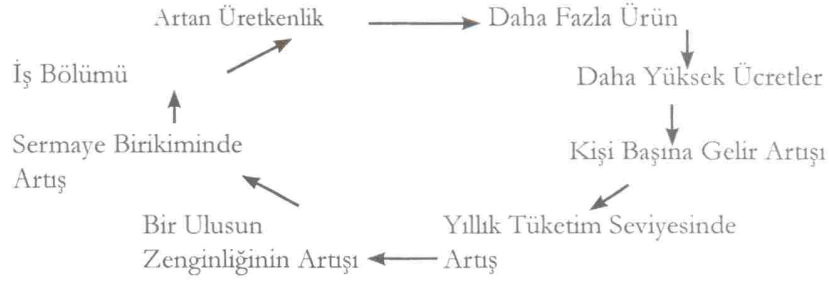 Artan Üretkenlik
Daha Fazla Ürün
İş Bölümü
Daha Yüksek Ücretler
Sermaye Birikiminde
Artış
Kişi Başına Gelir Artışı
Bir Ulusun
Zenginliğinin Artışı
Yıllık Tüketim Seviyesinde
Artış